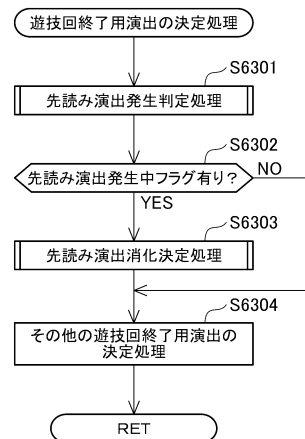 遊技回終了用演出の決定処理
S6301
先読み演出発生判定処理
S6302
先読み演出発生中フラグ有り？
NO
YES
S6303
先読み演出消化決定処理
S6304
その他の遊技回終了用演出の
決定処理
RET